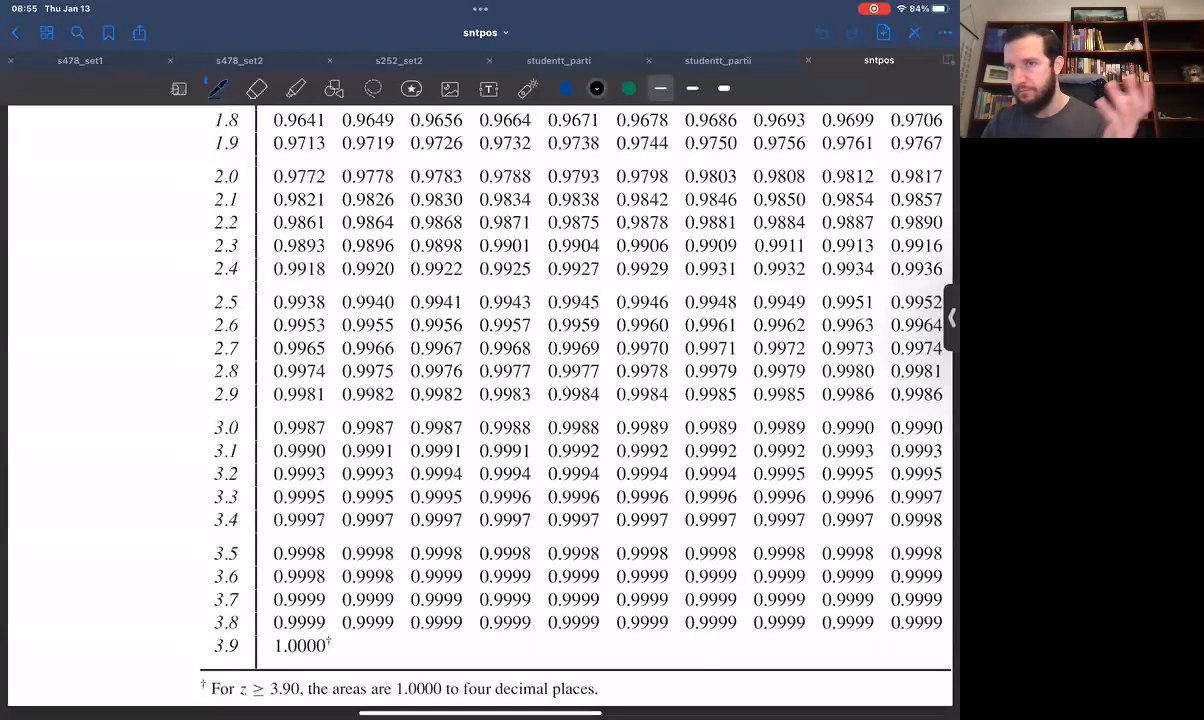 08:55 Thu Jan 13
84%
sntpos
s478_set1 s478_set2 s252_set2 studentt_parti studentt_partii sntpos
1.8 0.9641 0.9649 0.9656 0.9664 0.9671 0.9678 0.9686 0.9693 0.9699 0.9706
1.9 0.9713 0.9719 0.9726 0.9732 0.9738 0.9744 0.9750 0.9756 0.9761 0.9767
2.0 0.9772 0.9778 0.9783 0.9788 0.9793 0.9798 0.9803 0.9808 0.9812 0.9817
2.1 0.9821 0.9826 0.9830 0.9834 0.9838 0.9842 0.9846 0.9850 0.9854 0.9857
2.2 0.9861 0.9864 0.9868 0.9871 0.9875 0.9878 0.9881 0.9884 0.9887 0.9890
2.3 0.9893 0.9896 0.9898 0.9901 0.9904 0.9906 0.9909 0.9911 0.9913 0.9916
2.4 0.9918 0.9920 0.9922 0.9925 0.9927 0.9929 0.9931 0.9932 0.9934 0.9936
2.5 0.9938 0.9940 0.9941 0.9943 0.9945 0.9946 0.9948 0.9949 0.9951 0.9952
2.6 0.9953 0.9955 0.9956 0.9957 0.9959 0.9960 0.9961 0.9962 0.9963 0.9964
2.7 0.9965 0.9966 0.9967 0.9968 0.9969 0.9970 0.9971 0.9972 0.9973 0.9974
2.8 0.9974 0.9975 0.9976 0.9977 0.9977 0.9978 0.9979 0.9979 0.9980 0.9981
2.9 0.9981 0.9982 0.9982 0.9983 0.9984 0.9984 0.9985 0.9985 0.9986 0.9986
3.0 0.9987 0.9987 0.9987 0.9988 0.9988 0.9989 0.9989 0.9989 0.9990 0.9990
3.1 0.9990 0.9991 0.9991 0.9991 0.9992 0.9992 0.9992 0.9992 0.9993 0.9993
3.2 0.9993 0.9993 0.9994 0.9994 0.9994 0.9994 0.9994 0.9995 0.9995 0.9995
3.3 0.9995 0.9995 0.9995 0.9996 0.9996 0.9996 0.9996 0.9996 0.9996 0.9997
3.4 0.9997 0.9997 0.9997 0.9997 0.9997 0.9997 0.9997 0.9997 0.9997 0.9998
3.5 0.9998 0.9998 0.9998 0.9998 0.9998 0.9998 0.9998 0.9998 0.9998 0.9998
3.6 0.9998 0.9998 0.9999 0.9999 0.9999 0.9999 0.9999 0.9999 0.9999 0.9999
3.7 0.9999 0.9999 0.9999 0.9999 0.9999 0.9999 0.9999 0.9999 0.9999 0.9999
3.8 0.9999 0.9999 0.9999 0.9999 0.9999 0.9999 0.9999 0.9999 0.9999 0.9999
3.9 1.0000†
† For z ≥ 3.90, the areas are 1.0000 to four decimal places.